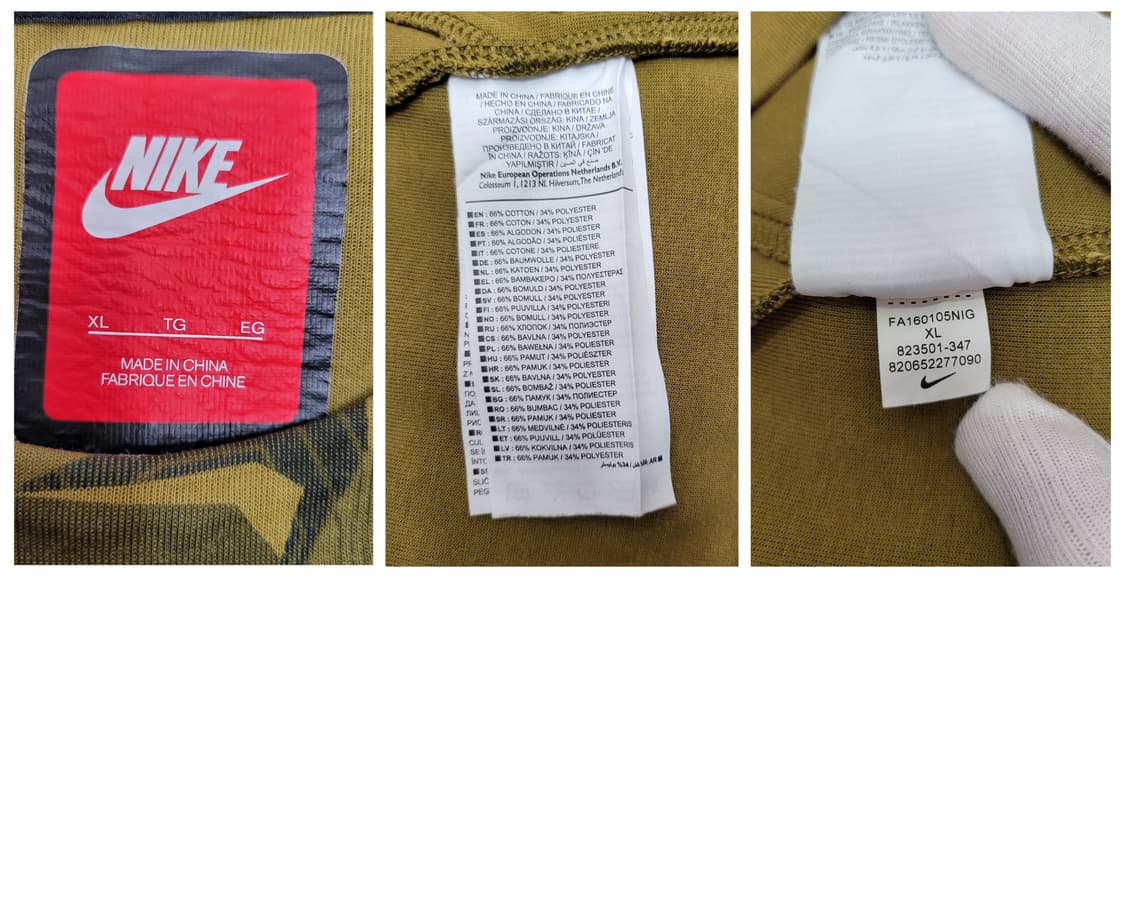 NIKE
XL TG EG
MADE IN CHINA
FABRIQUE EN CHINE
MADE IN CHINA / FABRIQUE EN CHINE
/ HECHO EN CHINA / FABRICADO NA
CHINA / СДЕЛАНО В КИТАЕ /
SZÁRMAZÁSI ORSZÁG: KINA / ZEMLJA
PROIZVODNJE: KINA / DRŽAVA
PROIZVODNJE: KITAJSKA /
ПРОИЗВЕДЕНО В КИТАЙ / FABRICAT
ÎN CHINA / RAŽOTS: ĶĪNĀ / ÇİN 'DE
YAPILMIŞTIR / صنع في الصين
Nike European Operations Netherlands B.V.
Colosseum 1, 1213 NL Hilversum, The Netherlands
EN : 66% COTTON / 34% POLYESTER
FR : 66% COTON / 34% POLYESTER
ES : 66% ALGODON / 34% POLYESTER
PT : 66% ALGODÃO / 34% POLIÉSTER
IT : 66% COTONE / 34% POLIESTERE
DE : 66% BAUMWOLLE / 34% POLYESTER
NL : 66% KATOEN / 34% POLYESTER
EL : 66% ΒΑΜΒΑΚΕΡΟ / 34% ΠΟΛΥΕΣΤΕΡΑΣ
DA : 66% BOMULD / 34% POLYESTER
SV : 66% BOMULL / 34% POLYESTER
FI : 66% PUUVILLA / 34% POLYESTERI
NO : 66% BOMULL / 34% POLYESTER
RU : 66% ХЛОПОК / 34% ПОЛИЭСТЕР
CS : 66% BAVLNA / 34% POLYESTER
PL : 66% BAWEŁNA / 34% POLYESTER
HU : 66% PAMUT / 34% POLIÉSZTER
HR : 66% PAMUK / 34% POLIESTER
SK : 66% BAVLNA / 34% POLYESTER
SL : 66% BOMBAŽ / 34% POLIESTER
BG : 66% ПАМУК / 34% ПОЛИЕСТЕР
RO : 66% BUMBAC / 34% POLIESTER
SR : 66% PAMUK / 34% POLIESTER
LT : 66% MEDVILNĖ / 34% POLIESTERIS
ET : 66% PUUVILL / 34% POLÜESTER
LV : 66% KOKVILNA / 34% POLIESTERIS
TR : 66% PAMUK / 34% POLYESTER
FA160105NIG
XL
823501-347
820652277090